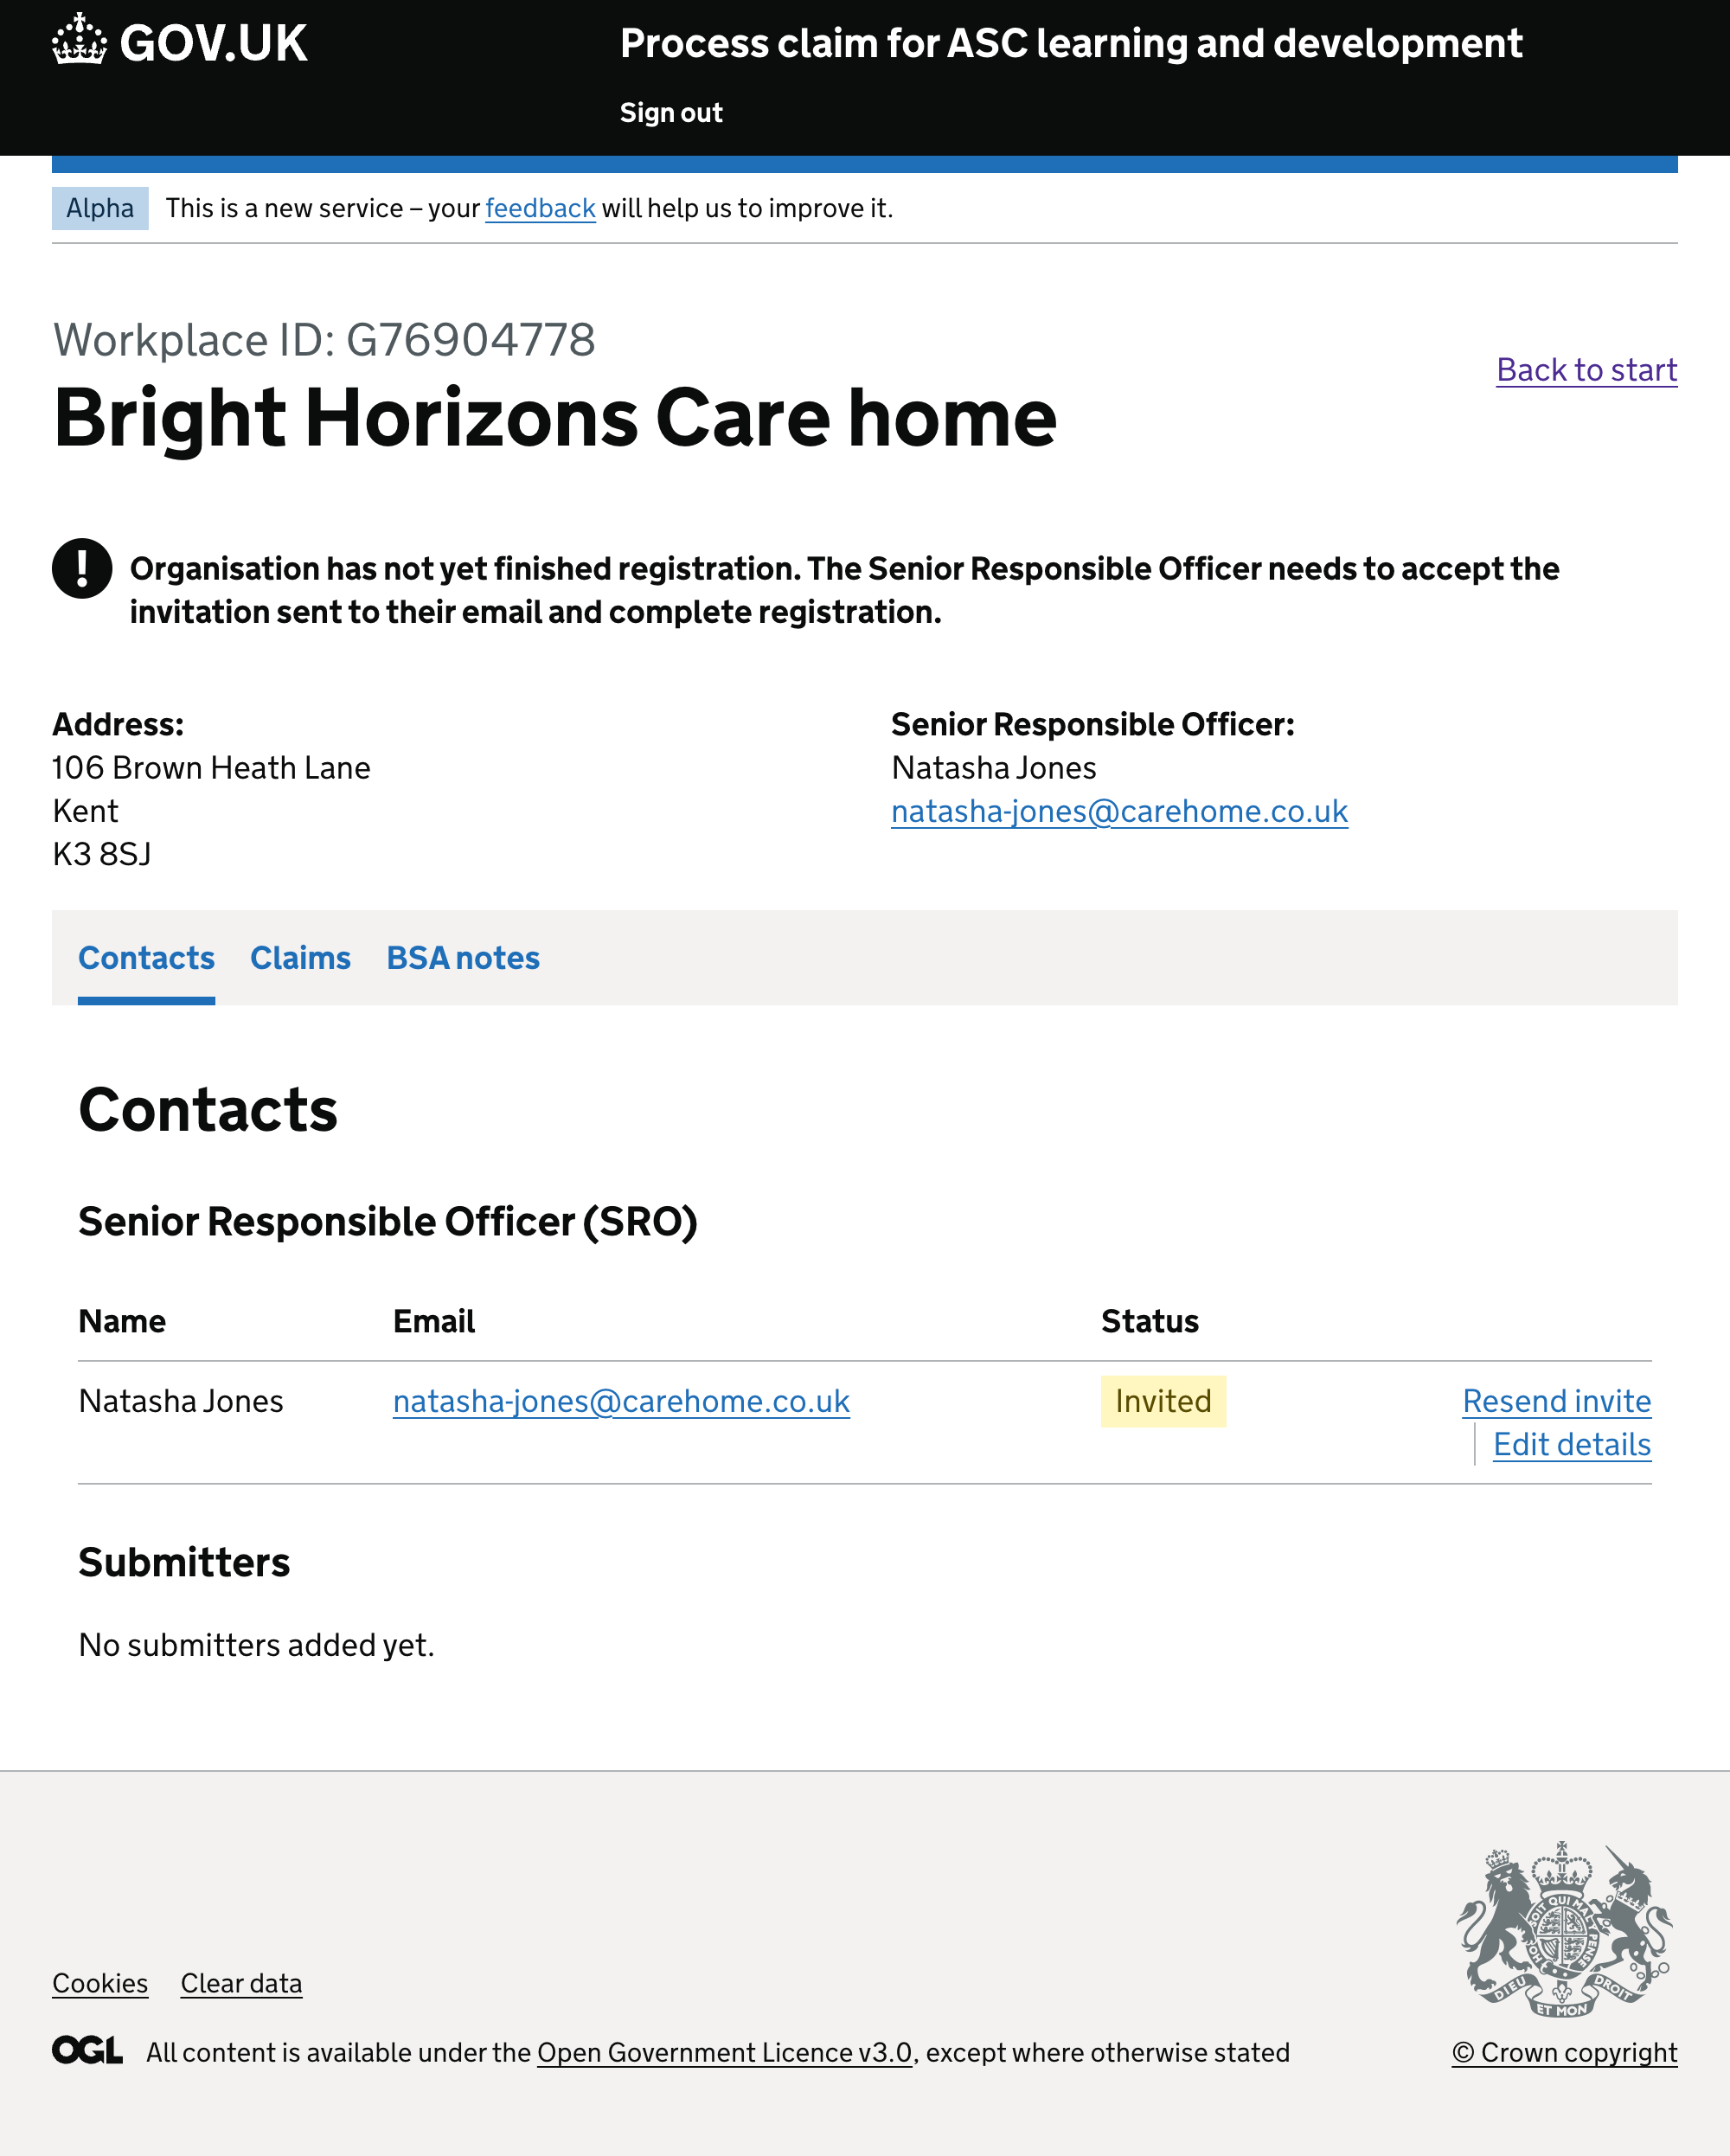 GOV.UK
Process claim for ASC learning and development
Sign out
Alpha
This is a new service – your feedback will help us to improve it.
Workplace ID: G76904778
Back to start
Bright Horizons Care home
! Organisation has not yet finished registration. The Senior Responsible Officer needs to accept the
invitation sent to their email and complete registration.
Address:
106 Brown Heath Lane
Kent
K3 8SJ
Senior Responsible Officer:
Natasha Jones
natasha-jones@carehome.co.uk
Contacts Claims BSA notes
Contacts
Senior Responsible Officer (SRO)
Name Email Status
Natasha Jones natasha-jones@carehome.co.uk Invited Resend invite
Edit details
Submitters
No submitters added yet.
DIEU ET MON DROIT
Cookies Clear data
OGL All content is available under the Open Government Licence v3.0, except where otherwise stated
© Crown copyright